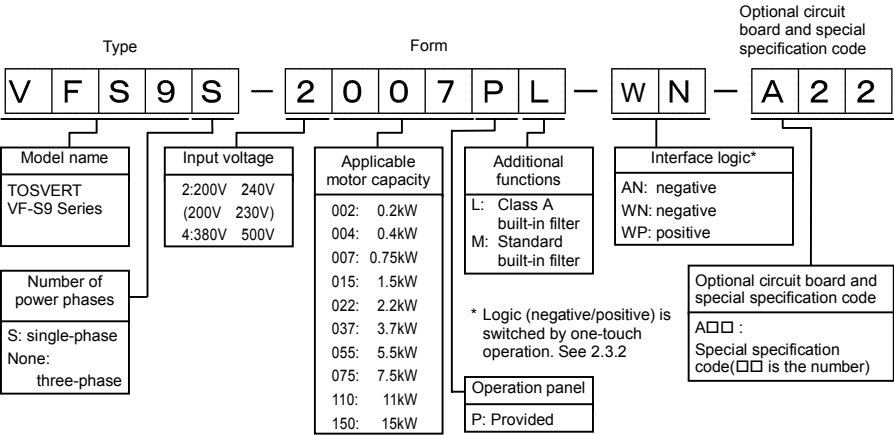 Type
Form
Optional circuit
board and special
specification code
V F S 9 S – 2 0 0 7 P L – W N – A 2 2
Model name
TOSVERT
VF-S9 Series
Number of
power phases
S: single-phase
None:
three-phase
Input voltage
2:200V 240V
(200V 230V)
4:380V 500V
Applicable
motor capacity
002: 0.2kW
004: 0.4kW
007: 0.75kW
015: 1.5kW
022: 2.2kW
037: 3.7kW
055: 5.5kW
075: 7.5kW
110: 11kW
150: 15kW
Additional
functions
L: Class A
built-in filter
M: Standard
built-in filter
* Logic (negative/positive) is
switched by one-touch
operation. See 2.3.2
Operation panel
P: Provided
Interface logic*
AN: negative
WN: negative
WP: positive
Optional circuit board and
special specification code
A□□ :
Special specification
code(□□ is the number)